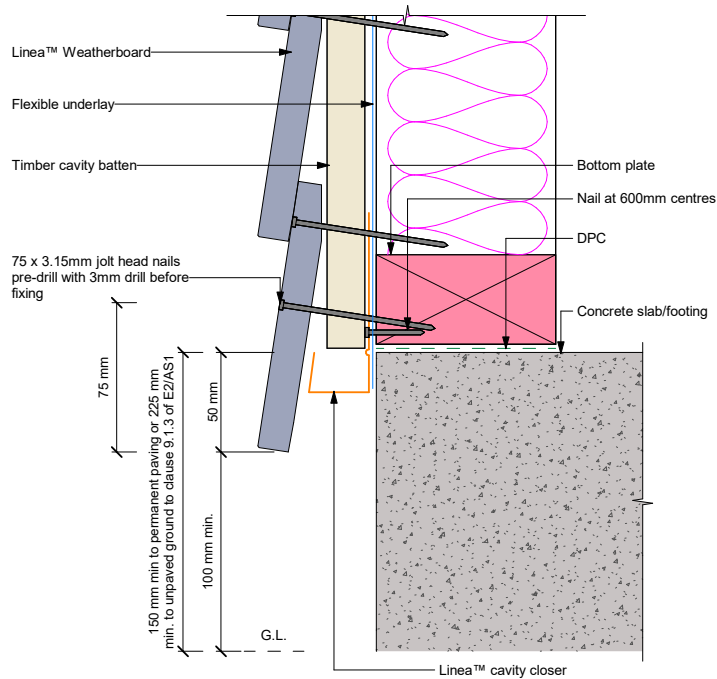 Linea™ Weatherboard
Flexible underlay
Timber cavity batten
75 x 3.15mm jolt head nails
pre-drill with 3mm drill before
fixing
75 mm
150 mm min to permanent paving or 225 mm
min. to unpaved ground to clause 9.1.3 of E2/AS1
50 mm
100 mm min.
G.L.
Bottom plate
Nail at 600mm centres
DPC
Concrete slab/footing
Linea™ cavity closer